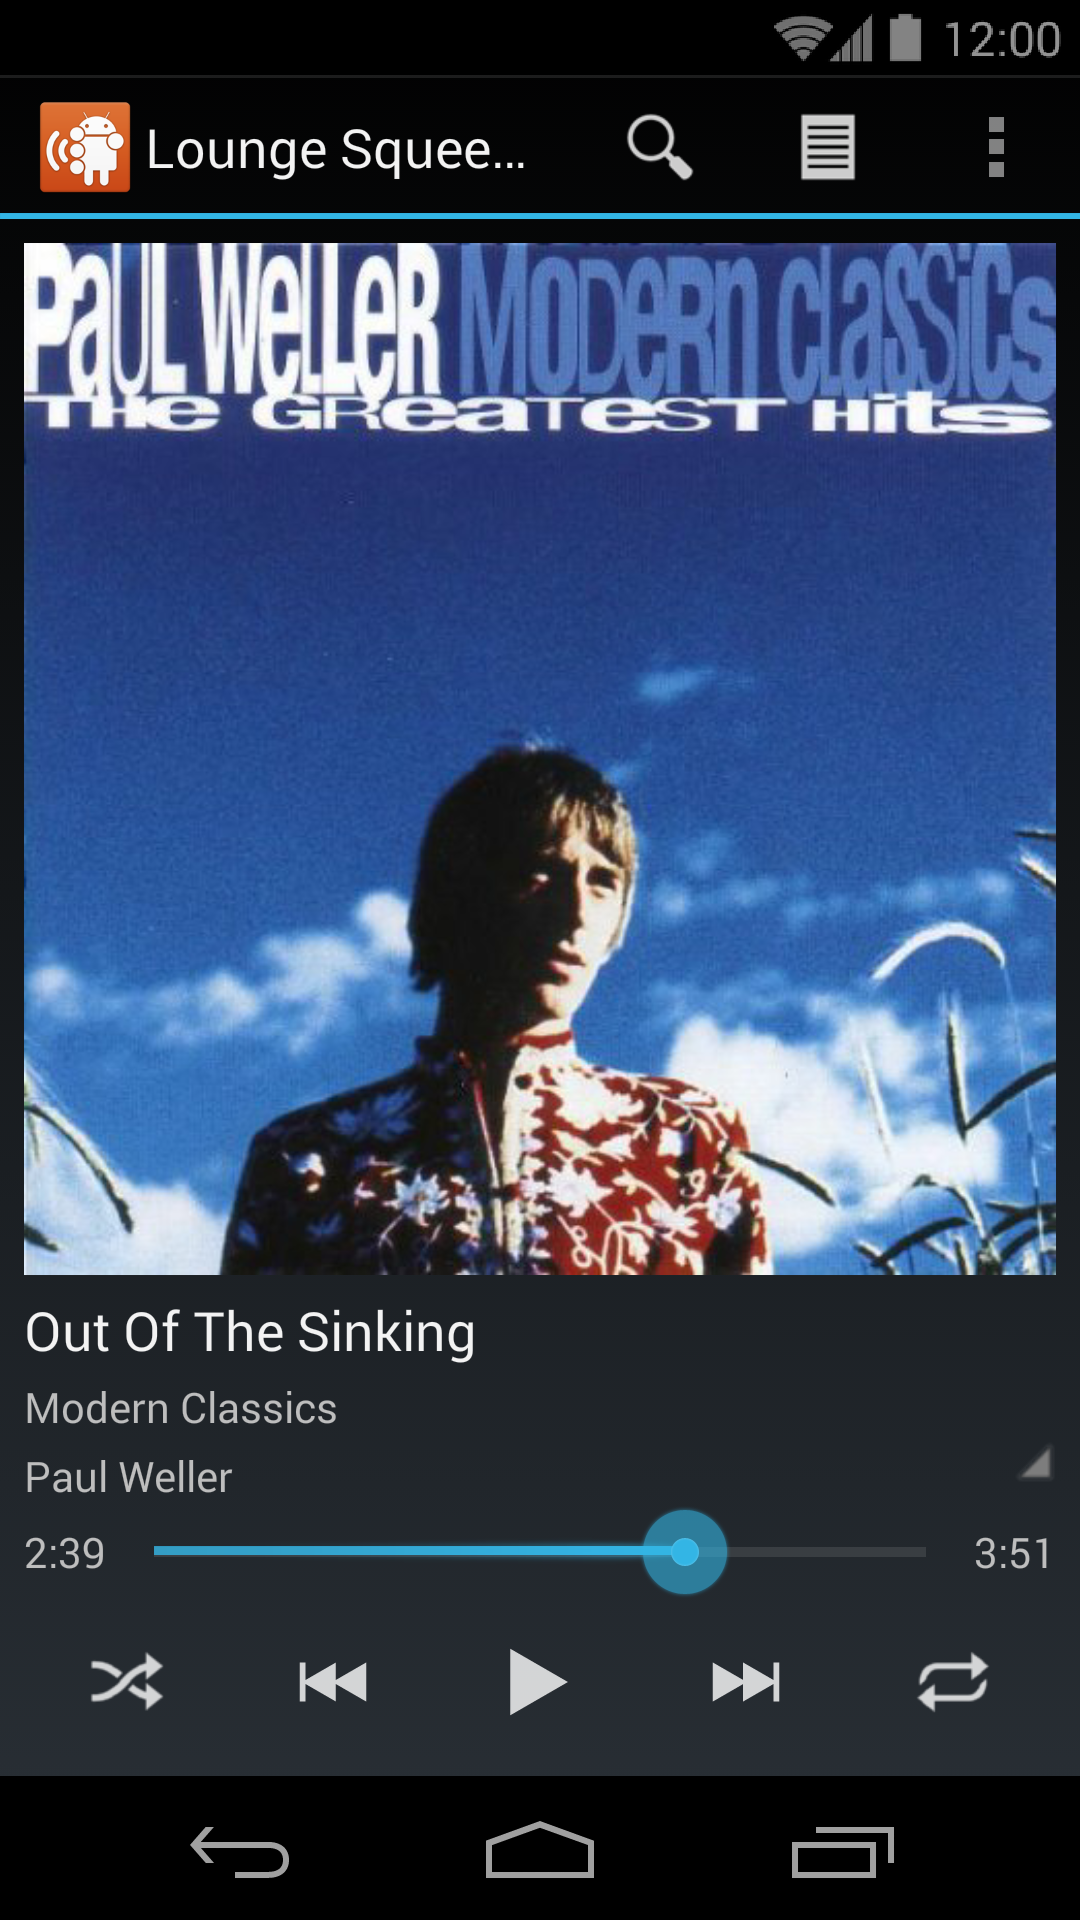 12:00
Lounge Squee...
PAUL WELLER MODERN CLASSICS
THE GREATEST HITS
Out Of The Sinking
Modern Classics
Paul Weller
2:39 3:51